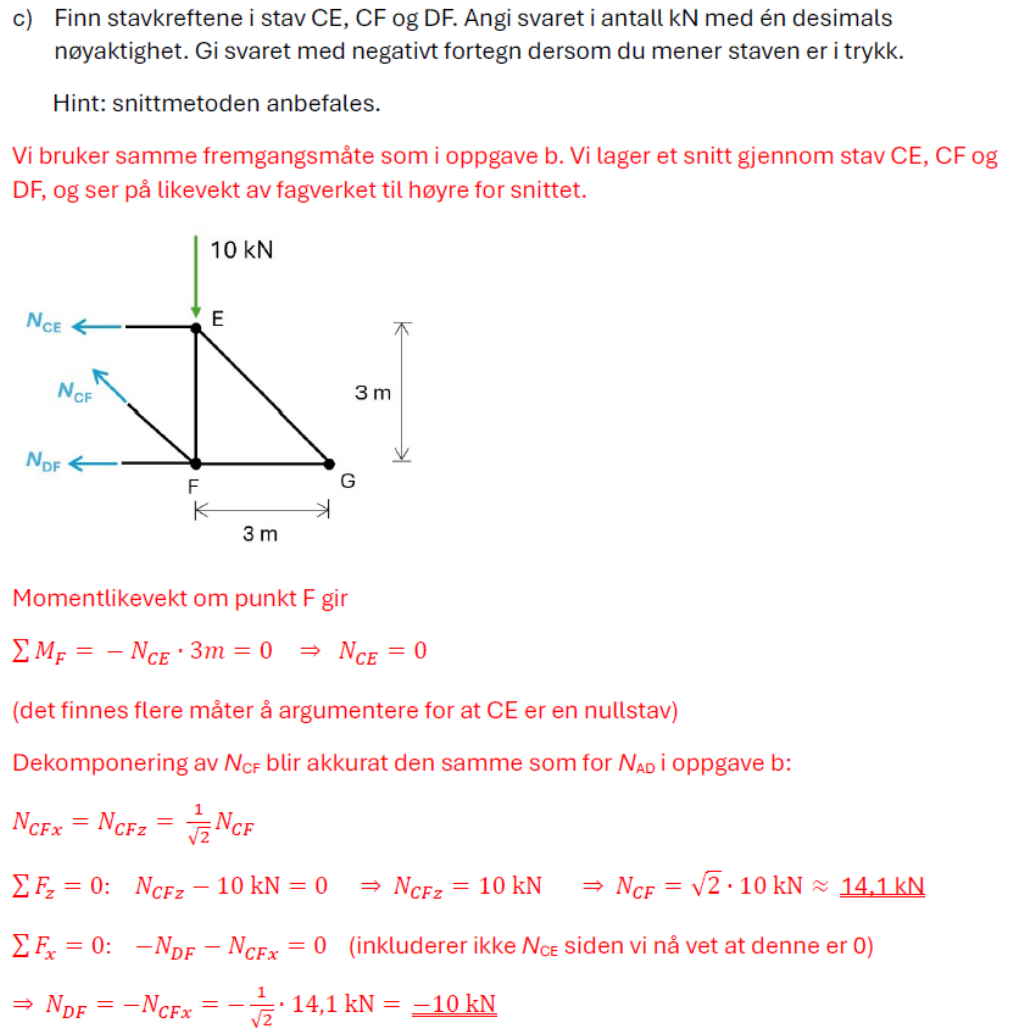 c) Finn stavkreftene i stav CE, CF og DF. Angi svaret i antall kN med én desimals
nøyaktighet. Gi svaret med negativt fortegn dersom du mener staven er i trykk.
Hint: snittmetoden anbefales.
Vi bruker samme fremgangsmåte som i oppgave b. Vi lager et snitt gjennom stav CE, CF og
DF, og ser på likevekt av fagverket til høyre for snittet.
10 kN
N_CE
E
3 m
N_CF
N_DF
F
G
3 m
Momentlikevekt om punkt F gir
∑ M_F = − N_CE · 3m = 0 ⇒ N_CE = 0
(det finnes flere måter å argumentere for at CE er en nullstav)
Dekomponering av N_CF blir akkurat den samme som for N_AD i oppgave b:
N_CFx = N_CFz = 1/√2 N_CF
∑ F_z = 0: N_CFz − 10 kN = 0 ⇒ N_CFz = 10 kN ⇒ N_CF = √2 · 10 kN ≈ 14,1 kN
∑ F_x = 0: −N_DF − N_CFx = 0 (inkluderer ikke N_CE siden vi nå vet at denne er 0)
⇒ N_DF = −N_CFx = −1/√2 · 14,1 kN = −10 kN